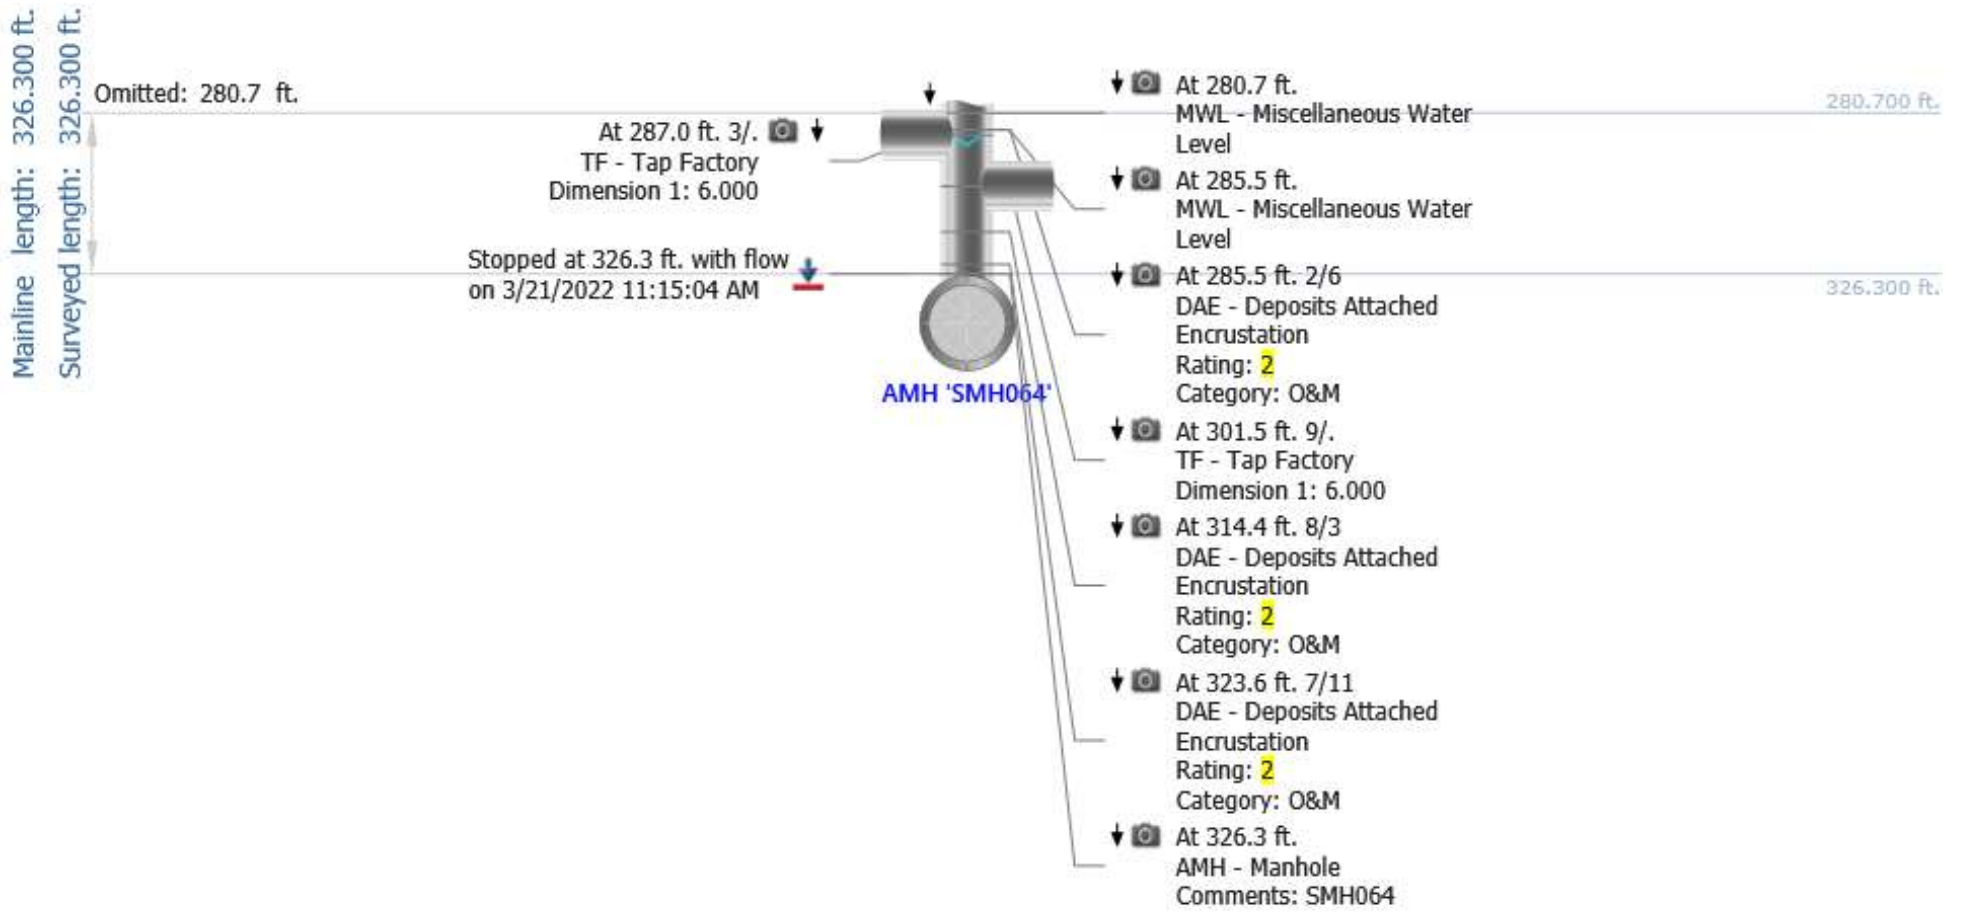 Mainline length: 326.300 ft.
Surveyed length: 326.300 ft.
Omitted: 280.7 ft.
280.700 ft.
At 287.0 ft. 3/.
TF - Tap Factory
Dimension 1: 6.000
Stopped at 326.3 ft. with flow
on 3/21/2022 11:15:04 AM
326.300 ft.
AMH 'SMH064'
At 280.7 ft.
MWL - Miscellaneous Water
Level
At 285.5 ft.
MWL - Miscellaneous Water
Level
At 285.5 ft. 2/6
DAE - Deposits Attached
Encrustation
Rating: 2
Category: O&M
At 301.5 ft. 9/.
TF - Tap Factory
Dimension 1: 6.000
At 314.4 ft. 8/3
DAE - Deposits Attached
Encrustation
Rating: 2
Category: O&M
At 323.6 ft. 7/11
DAE - Deposits Attached
Encrustation
Rating: 2
Category: O&M
At 326.3 ft.
AMH - Manhole
Comments: SMH064